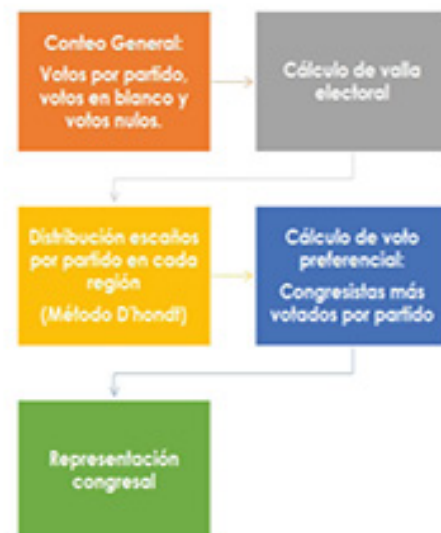 Conteo General:
Votos por partido,
votos en blanco y
votos nulos.
Cálculo de valla
electoral
Distribución escaños
por partido en cada
región
(Método D'hondt)
Cálculo de voto
preferencial:
Congresistas más
votados por partido
Representación
congresal